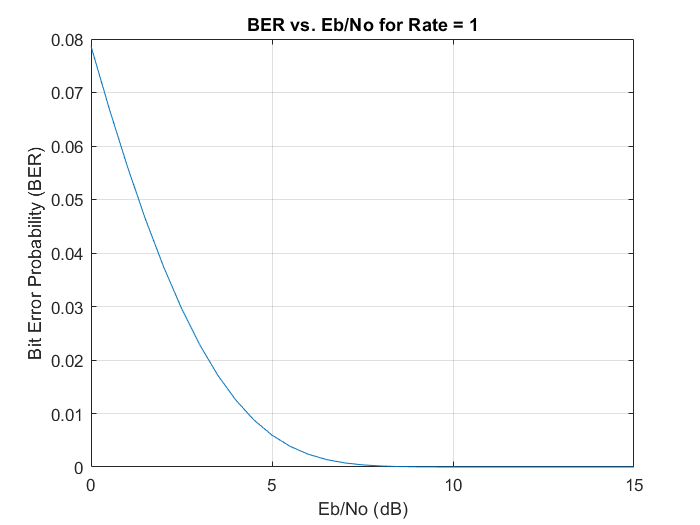 BER vs. Eb/No for Rate = 1
0.08
0.07
0.06
0.05
0.04
0.03
0.02
0.01
0
Bit Error Probability (BER)
0 5 10 15
Eb/No (dB)